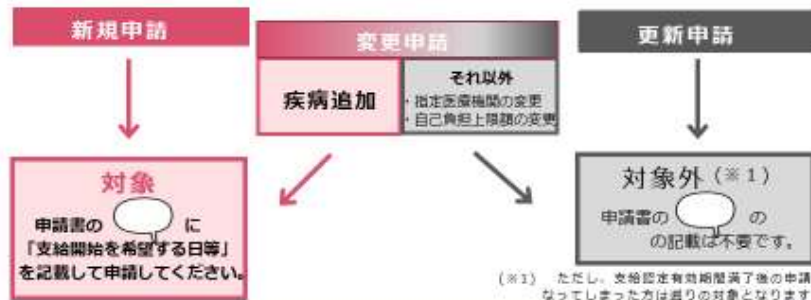 新規申請
変更申請
更新申請
疾病追加
それ以外
・指定医療機関の変更
・自己負担上限額の変更
対象
申請書の に
「支給開始を希望する日等」
を記載して申請してください。
対象外(※1)
申請書の の
の記載は不要です。
(※1) ただし、支給認定有効期間満了後の申請
なってしまった方は遡りの対象となります